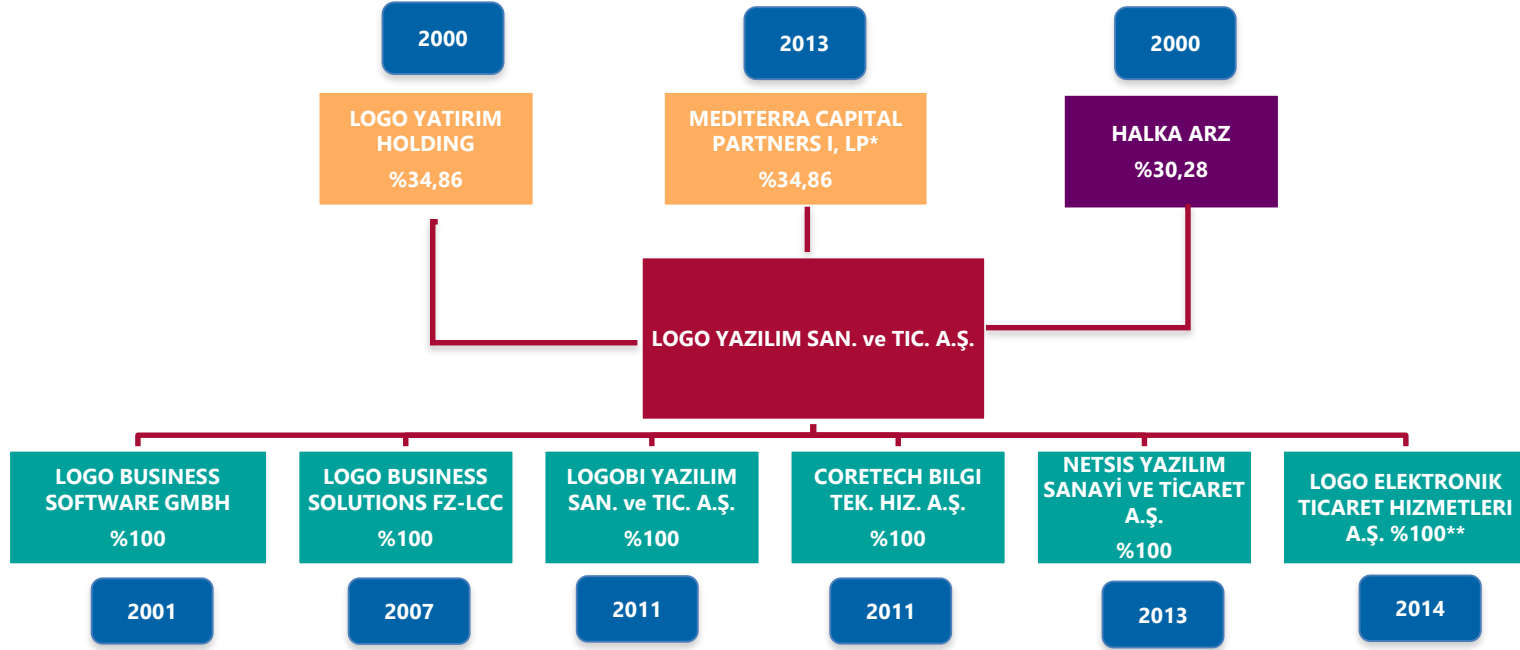 2000
2013
2000
LOGO YATIRIM
HOLDING
%34,86
MEDITERRA CAPITAL
PARTNERS I, LP*
%34,86
HALKA ARZ
%30,28
LOGO YAZILIM SAN. ve TIC. A.Ş.
LOGO BUSINESS
SOFTWARE GMBH
%100
LOGO BUSINESS
SOLUTIONS FZ-LCC
%100
LOGOBI YAZILIM
SAN. ve TIC. A.Ş.
%100
CORETECH BILGI
TEK. HIZ. A.Ş.
%100
NETSIS YAZILIM
SANAYİ VE TİCARET
A.Ş.
%100
LOGO ELEKTRONIK
TICARET HIZMETLERI
A.Ş. %100**
2001
2007
2011
2011
2013
2014